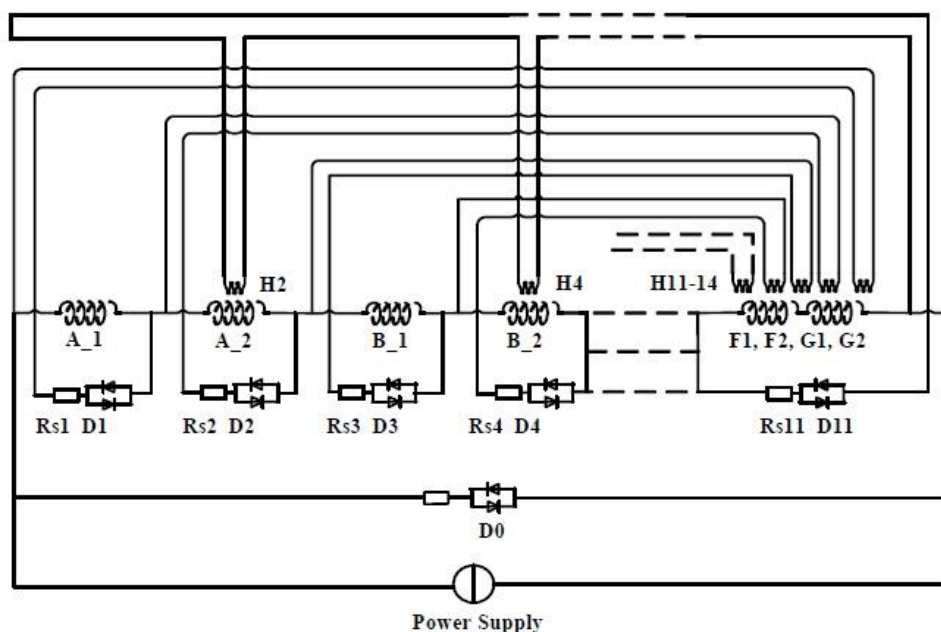 H2
H4
H11-14
A_1
A_2
B_1
B_2
F1, F2, G1, G2
Rs1 D1
Rs2 D2
Rs3 D3
Rs4 D4
Rs11 D11
D0
Power Supply